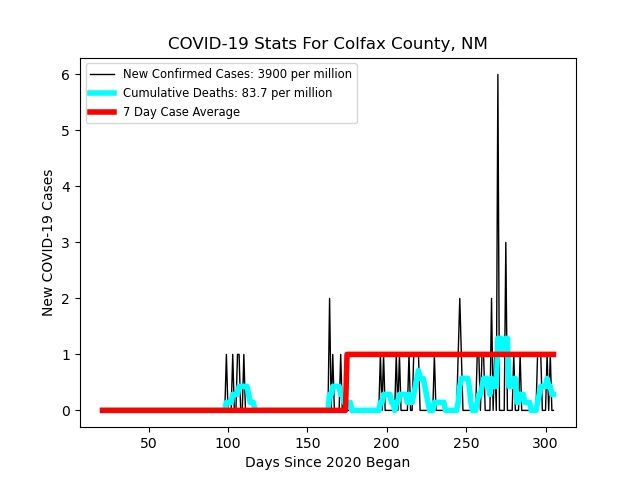 COVID-19 Stats For Colfax County, NM
New Confirmed Cases: 3900 per million
Cumulative Deaths: 83.7 per million
7 Day Case Average
New COVID-19 Cases
6
5
4
3
2
1
0
50 100 150 200 250 300
Days Since 2020 Began